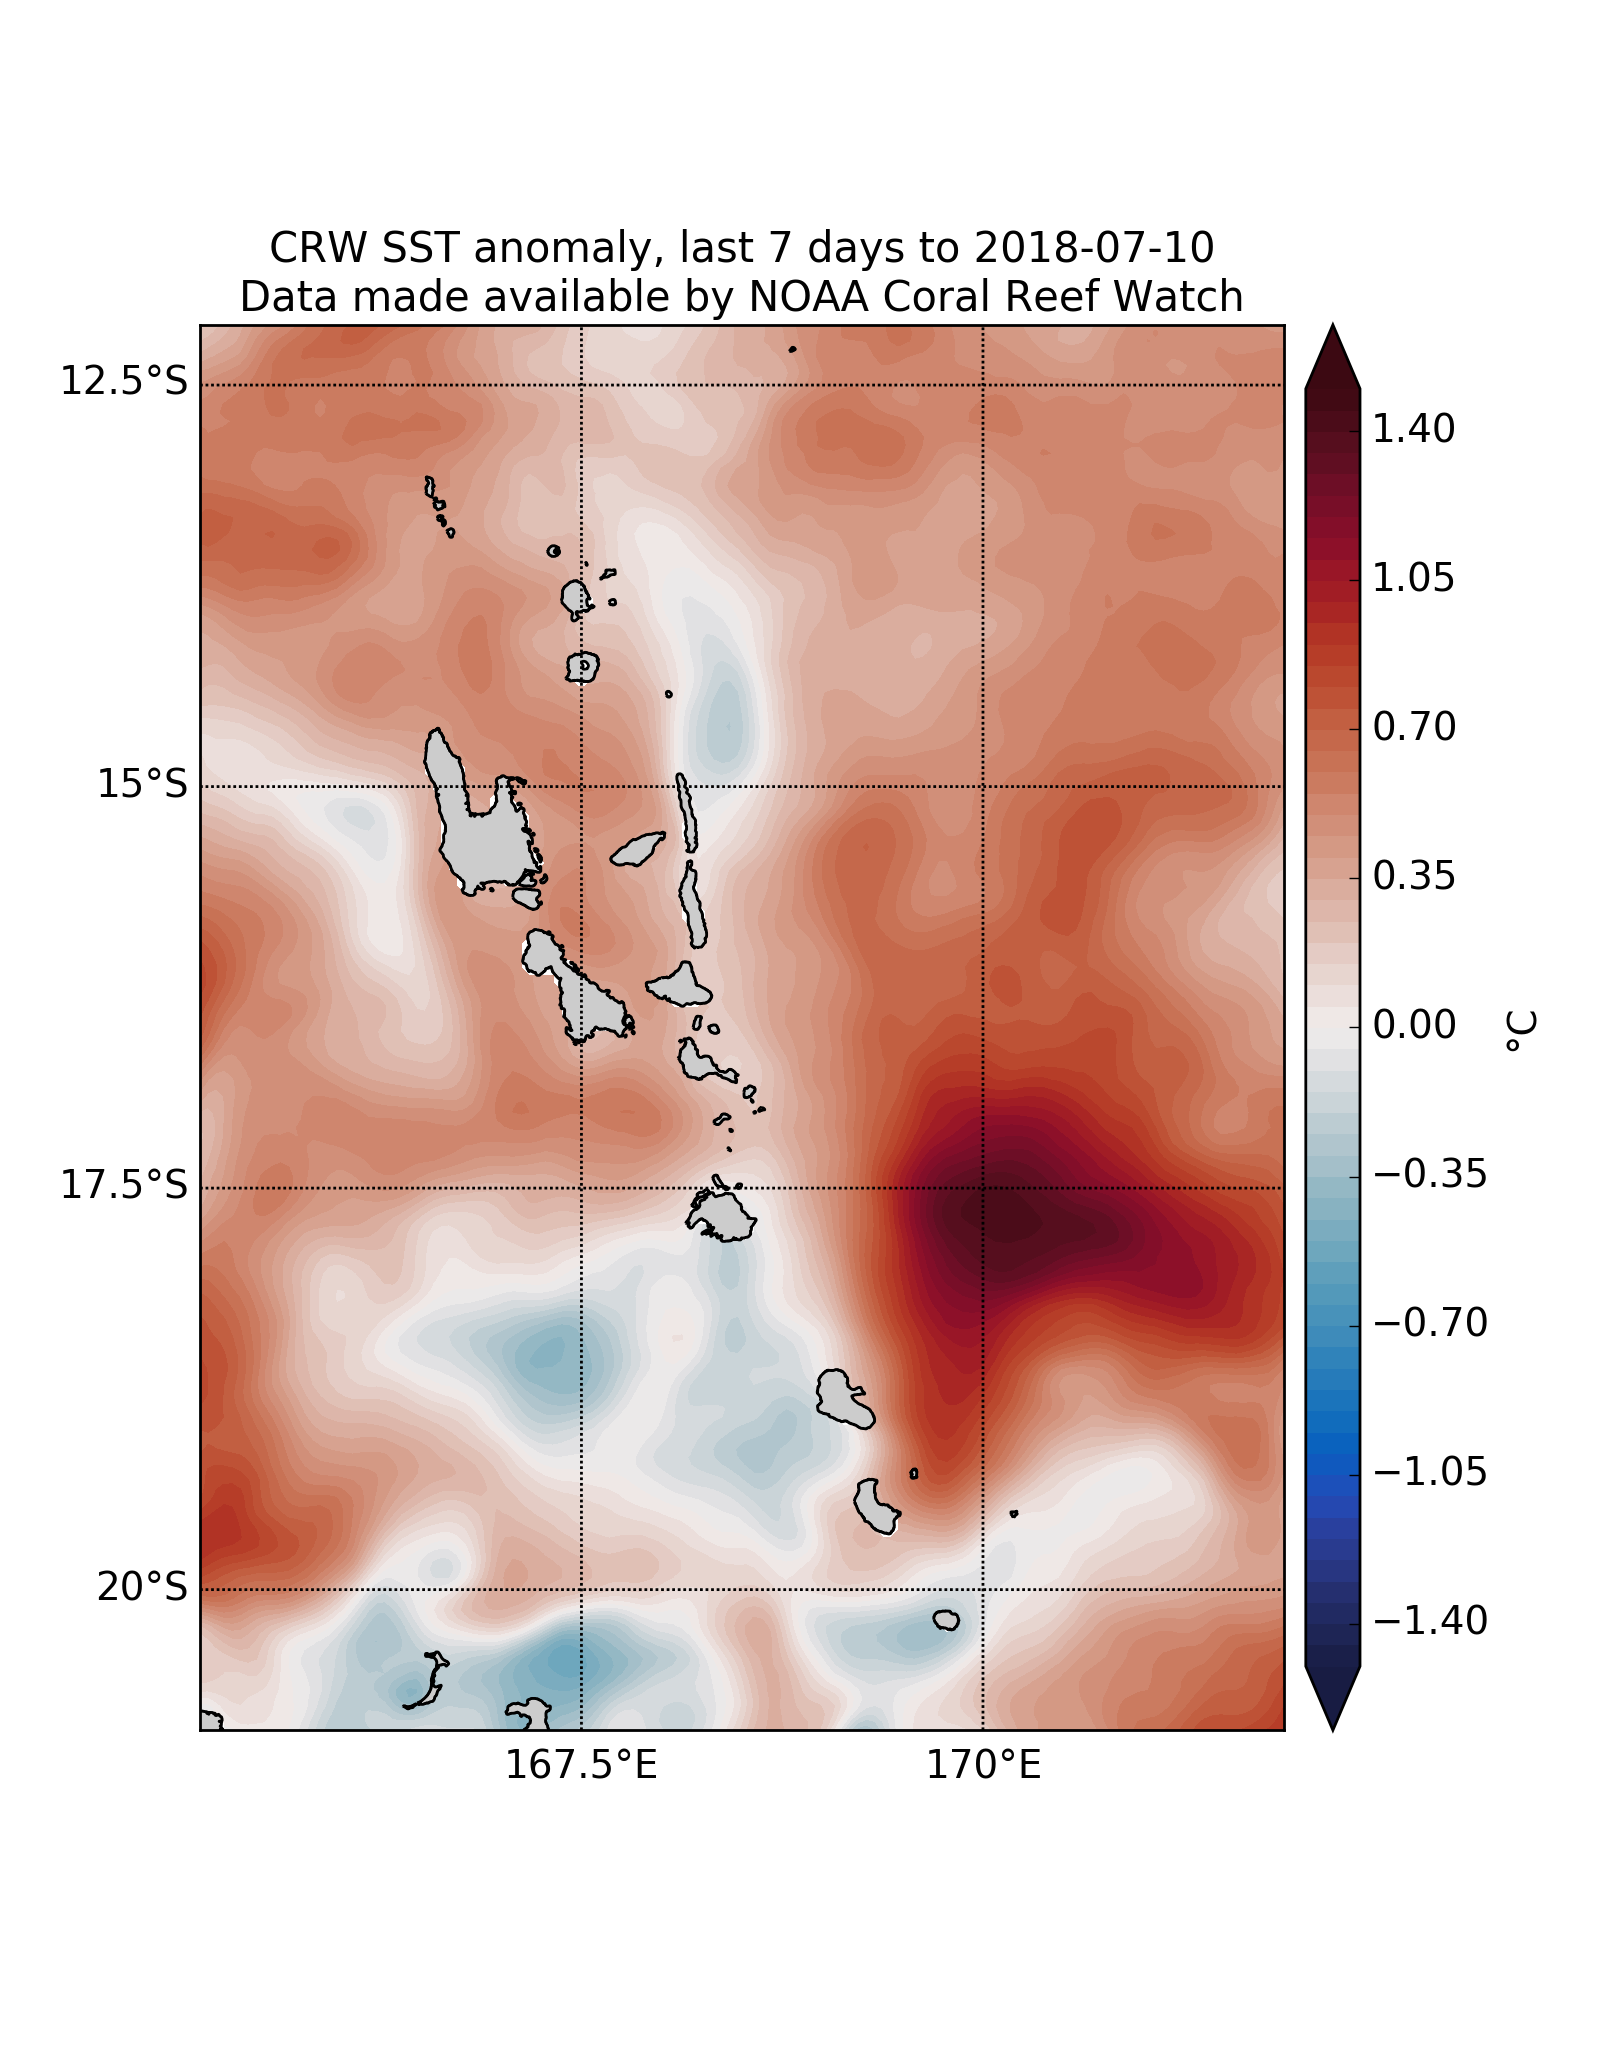 CRW SST anomaly, last 7 days to 2018-07-10
Data made available by NOAA Coral Reef Watch
12.5°S
15°S
17.5°S
20°S
167.5°E
170°E
1.40
1.05
0.70
0.35
0.00
−0.35
−0.70
−1.05
−1.40
°C